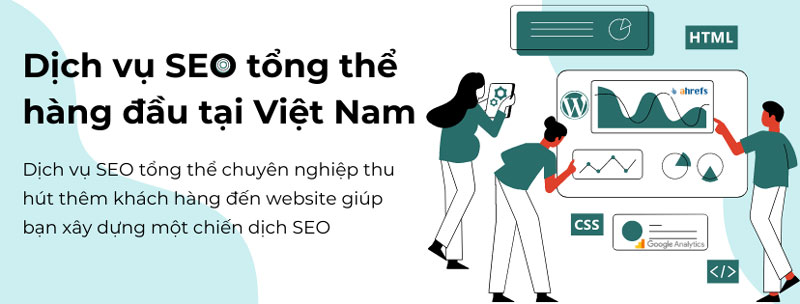 Dịch vụ SEO tổng thể
hàng đầu tại Việt Nam
Dịch vụ SEO tổng thể chuyên nghiệp thu
hút thêm khách hàng đến website giúp
bạn xây dựng một chiến dịch SEO
HTML
ahrefs
CSS
Google Analytics
</>